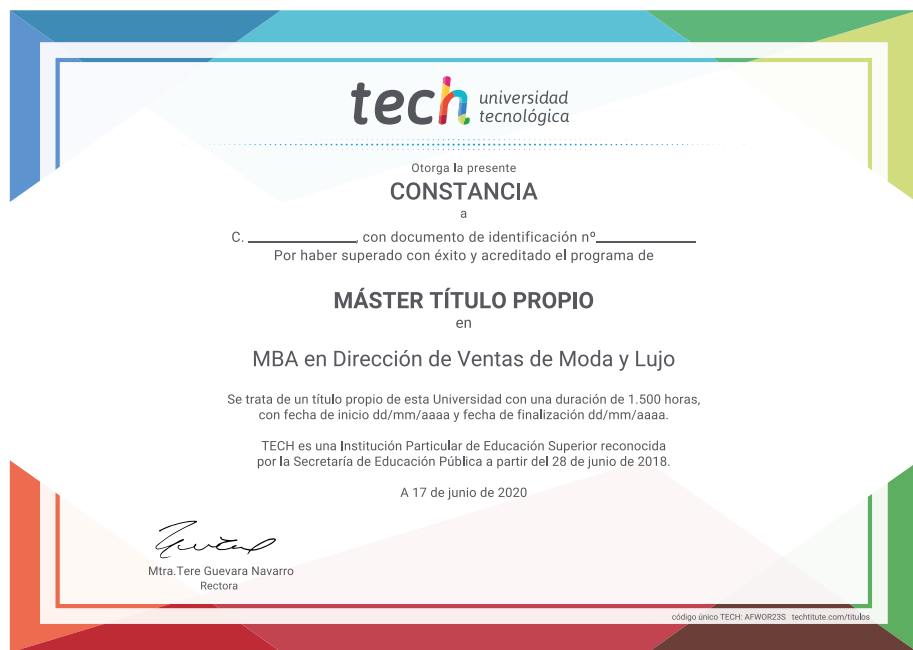 tech universidad
tecnológica
Otorga la presente
CONSTANCIA
a
C. ____________, con documento de identificación nº___________
Por haber superado con éxito y acreditado el programa de
MÁSTER TÍTULO PROPIO
en
MBA en Dirección de Ventas de Moda y Lujo
Se trata de un título propio de esta Universidad con una duración de 1.500 horas,
con fecha de inicio dd/mm/aaaa y fecha de finalización dd/mm/aaaa.
TECH es una Institución Particular de Educación Superior reconocida
por la Secretaría de Educación Pública a partir del 28 de junio de 2018.
A 17 de junio de 2020
Mtra.Tere Guevara Navarro
Rectora
código único TECH: AFWOR23S techtitute.com/titulos